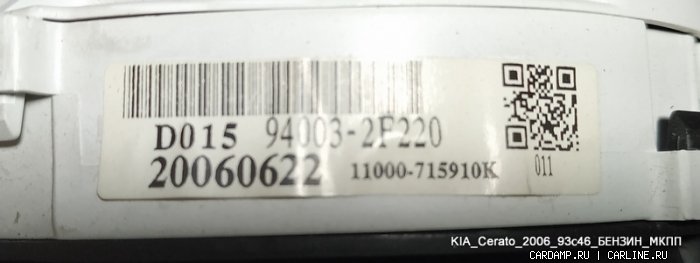 D015 94003-2F220
20060622 11000-715910K
011
KIA_Cerato_2006_93c46_БЕНЗИН_МКПП
CARDAMP.RU | CARLINE.RU